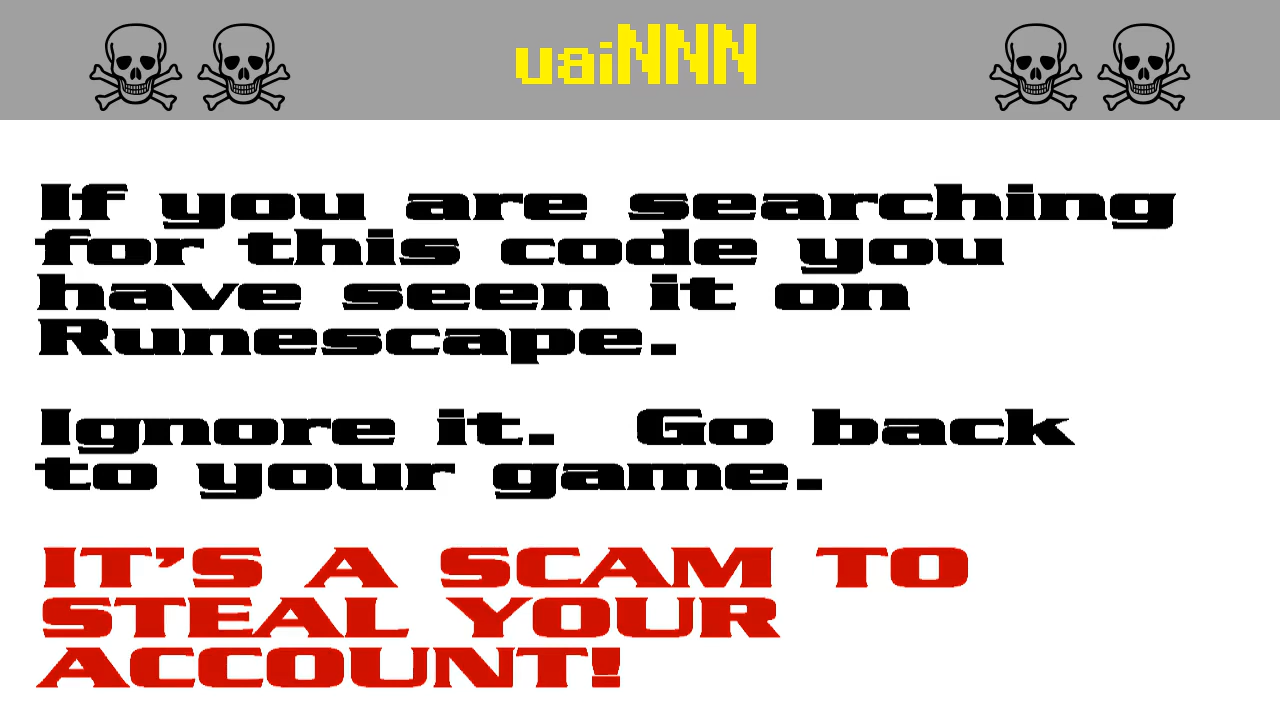 uaiNNN
If you are searching
for this code you
have seen it on
Runescape.
Ignore it. Go back
to your game.
IT'S A SCAM TO
STEAL YOUR
ACCOUNT!